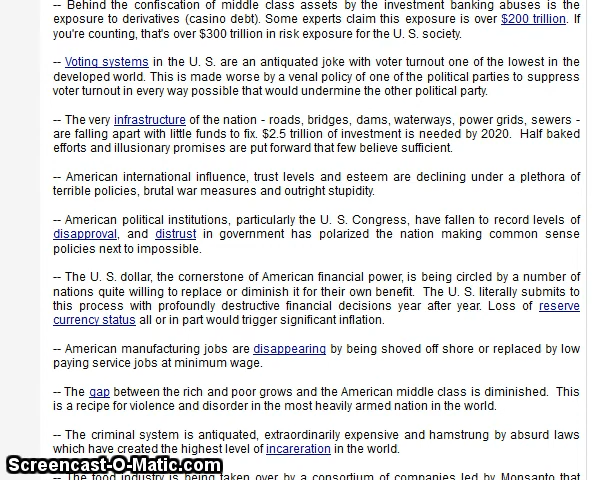 -- Behind the confiscation of middle class assets by the investment banking abuses is the
exposure to derivatives (casino debt). Some experts claim this exposure is over $200 trillion. If
you're counting, that's over $300 trillion in risk exposure for the U. S. society.
-- Voting systems in the U. S. are an antiquated joke with voter turnout one of the lowest in the
developed world. This is made worse by a venal policy of one of the political parties to suppress
voter turnout in every way possible that would undermine the other political party.
-- The very infrastructure of the nation - roads, bridges, dams, waterways, power grids, sewers -
are falling apart with little funds to fix. $2.5 trillion of investment is needed by 2020. Half baked
efforts and illusionary promises are put forward that few believe sufficient.
-- American international influence, trust levels and esteem are declining under a plethora of
terrible policies, brutal war measures and outright stupidity.
-- American political institutions, particularly the U. S. Congress, have fallen to record levels of
disapproval, and distrust in government has polarized the nation making common sense
policies next to impossible.
-- The U. S. dollar, the cornerstone of American financial power, is being circled by a number of
nations quite willing to replace or diminish it for their own benefit. The U. S. literally submits to
this process with profoundly destructive financial decisions year after year. Loss of reserve
currency status all or in part would trigger significant inflation.
-- American manufacturing jobs are disappearing by being shoved off shore or replaced by low
paying service jobs at minimum wage.
-- The gap between the rich and poor grows and the American middle class is diminished. This
is a recipe for violence and disorder in the most heavily armed nation in the world.
-- The criminal system is antiquated, extraordinarily expensive and hamstrung by absurd laws
which have created the highest level of incareration in the world.
-- The food industry is being taken over by a consortium of companies led by Monsanto that
Screencast-O-Matic.com